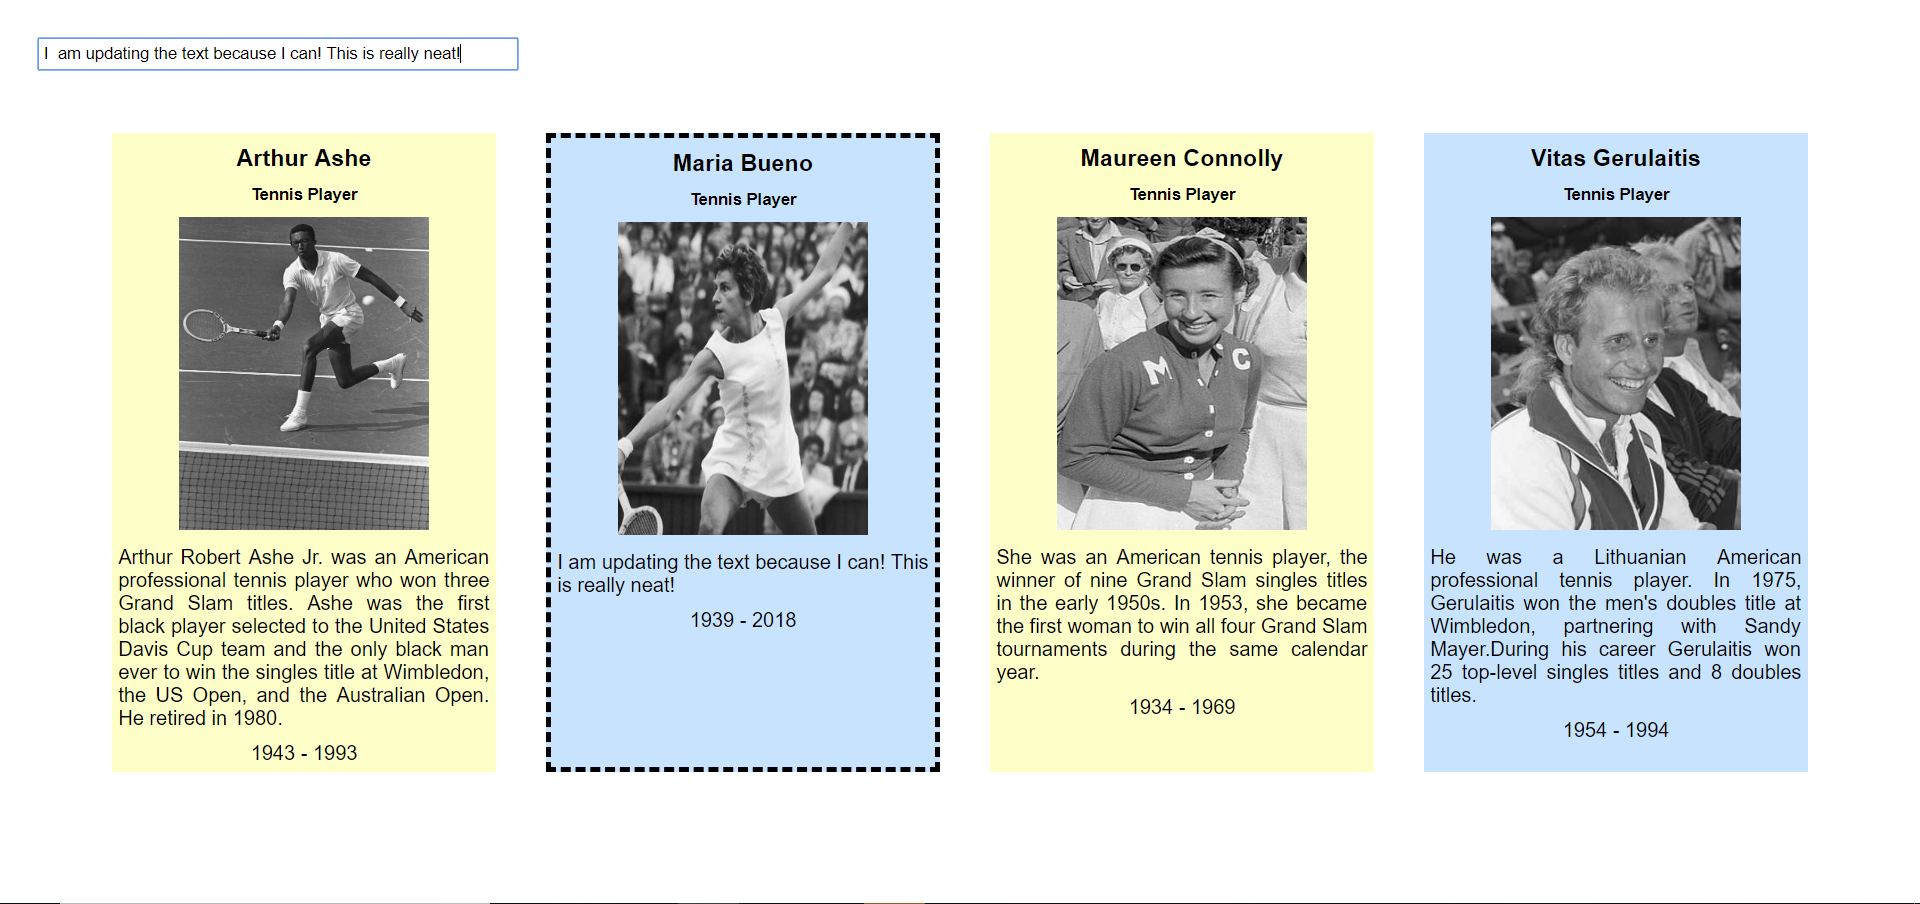 I  am updating the text because I can! This is really neat!
Arthur Ashe
Tennis Player
Arthur Robert Ashe Jr. was an American
professional tennis player who won three
Grand Slam titles. Ashe was the first
black player selected to the United States
Davis Cup team and the only black man
ever to win the singles title at Wimbledon,
the US Open, and the Australian Open.
He retired in 1980.
1943 - 1993
Maria Bueno
Tennis Player
I am updating the text because I can! This
is really neat!
1939 - 2018
Maureen Connolly
Tennis Player
M C
She was an American tennis player, the
winner of nine Grand Slam singles titles
in the early 1950s. In 1953, she became
the first woman to win all four Grand Slam
tournaments during the same calendar
year.
1934 - 1969
Vitas Gerulaitis
Tennis Player
He was a Lithuanian American
professional tennis player. In 1975,
Gerulaitis won the men's doubles title at
Wimbledon, partnering with Sandy
Mayer.During his career Gerulaitis won
25 top-level singles titles and 8 doubles
titles.
1954 - 1994